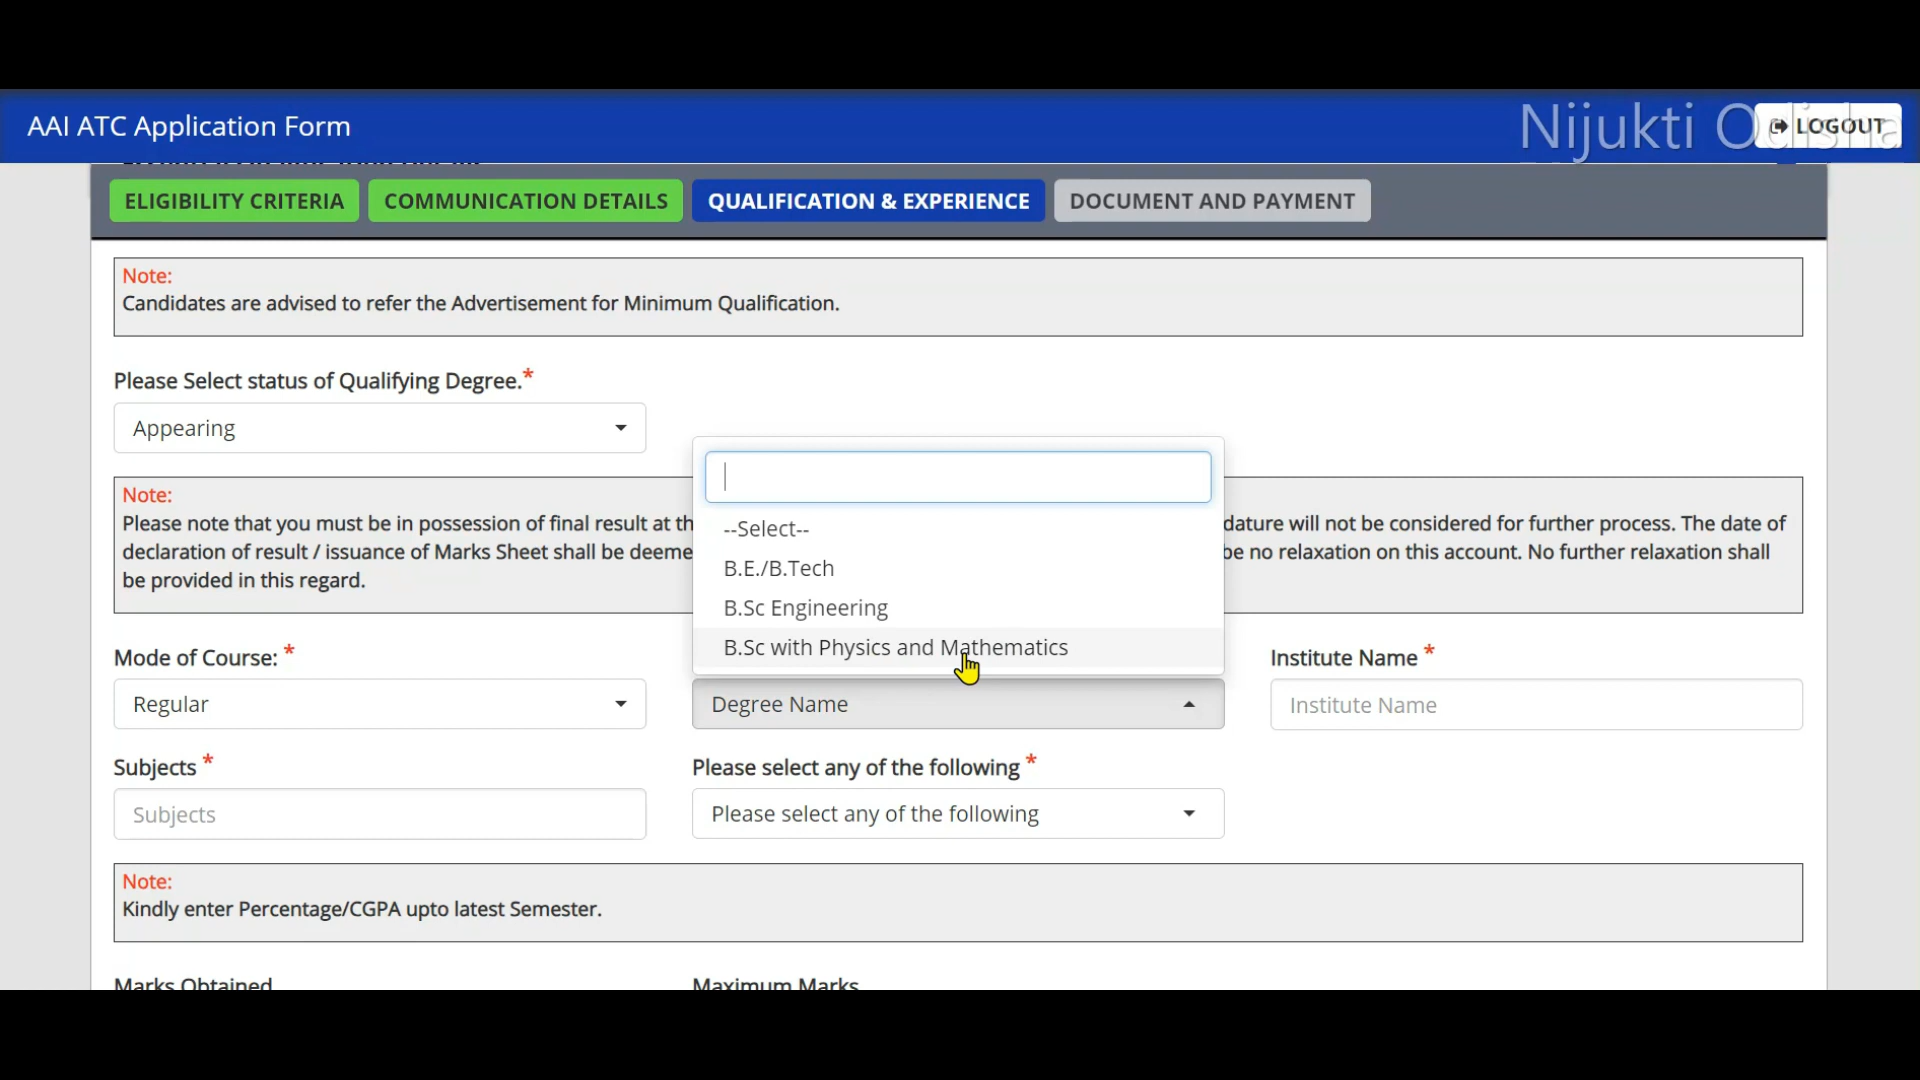 AAI ATC Application Form
Nijukti Odisha
LOGOUT
ELIGIBILITY CRITERIA
COMMUNICATION DETAILS
QUALIFICATION & EXPERIENCE
DOCUMENT AND PAYMENT
Note:
Candidates are advised to refer the Advertisement for Minimum Qualification.
Please Select status of Qualifying Degree.*
Appearing
Note:
Please note that you must be in possession of final result at th
dature will not be considered for further process. The date of
declaration of result / issuance of Marks Sheet shall be deeme
be no relaxation on this account. No further relaxation shall
be provided in this regard.
--Select--
B.E./B.Tech
B.Sc Engineering
B.Sc with Physics and Mathematics
Mode of Course: *
Regular
Degree Name
Institute Name *
Institute Name
Subjects *
Subjects
Please select any of the following *
Please select any of the following
Note:
Kindly enter Percentage/CGPA upto latest Semester.
Marks Obtained
Maximum Marks